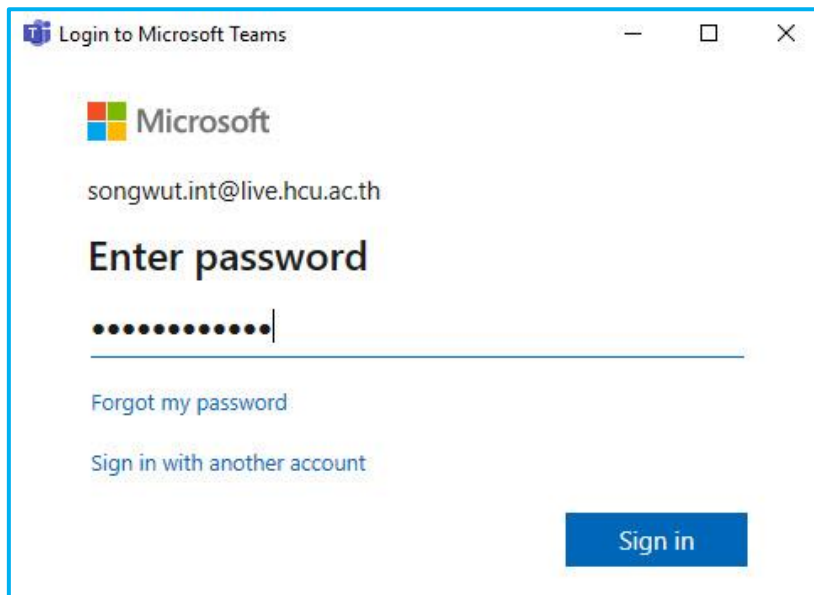 Login to Microsoft Teams
Microsoft
songwut.int@live.hcu.ac.th
Enter password
••••••••••••
Forgot my password
Sign in with another account
Sign in